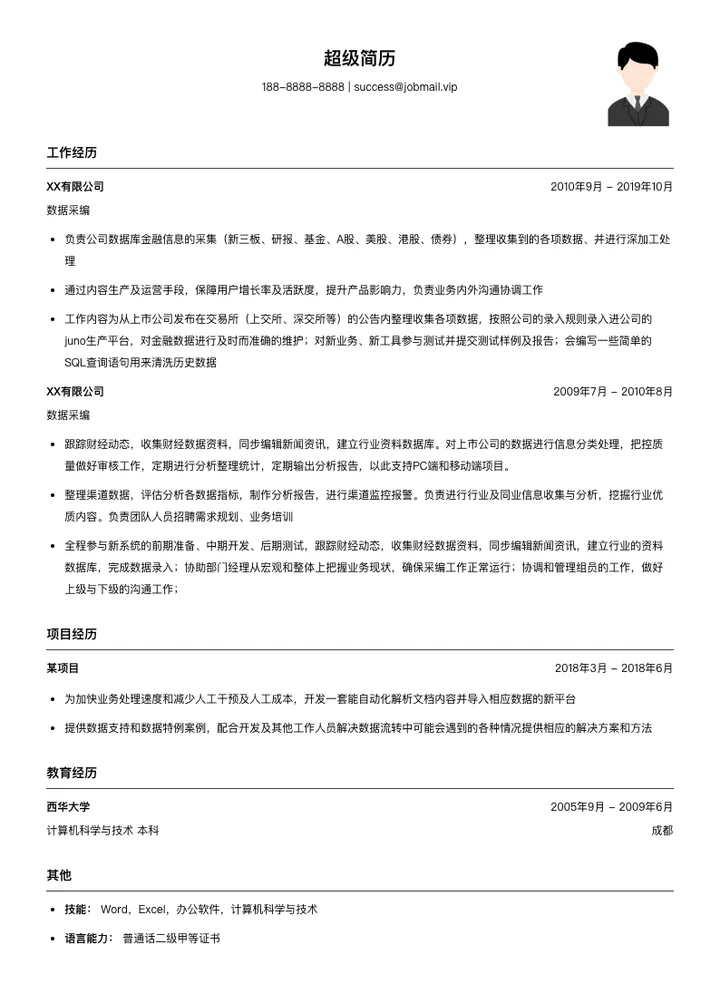 超级简历
188-8888-8888 | success@jobmail.vip
工作经历
XX有限公司 2010年9月 – 2019年10月
数据采编
• 负责公司数据库金融信息的采集（新三板、研报、基金、A股、美股、港股、债券），整理收集到的各项数据、并进行深加工处
理
• 通过内容生产及运营手段，保障用户增长率及活跃度，提升产品影响力，负责业务内外沟通协调工作
• 工作内容为从上市公司发布在交易所（上交所、深交所等）的公告内整理收集各项数据，按照公司的录入规则录入进公司的
juno生产平台，对金融数据进行及时而准确的维护；对新业务、新工具参与测试并提交测试样例及报告；会编写一些简单的
SQL查询语句用来清洗历史数据
XX有限公司 2009年7月 – 2010年8月
数据采编
• 跟踪财经动态，收集财经数据资料，同步编辑新闻资讯，建立行业资料数据库。对上市公司的数据进行信息分类处理，把控质
量做好审核工作，定期进行分析整理统计，定期输出分析报告，以此支持PC端和移动端项目。
• 整理渠道数据，评估分析各数据指标，制作分析报告，进行渠道监控报警。负责进行行业及同业信息收集与分析，挖掘行业优
质内容。负责团队人员招聘需求规划、业务培训
• 全程参与新系统的前期准备、中期开发、后期测试，跟踪财经动态，收集财经数据资料，同步编辑新闻资讯，建立行业的资料
数据库，完成数据录入；协助部门经理从宏观和整体上把握业务现状，确保采编工作正常运行；协调和管理组员的工作，做好
上级与下级的沟通工作；
项目经历
某项目 2018年3月 – 2018年6月
• 为加快业务处理速度和减少人工干预及人工成本，开发一套能自动化解析文档内容并导入相应数据的新平台
• 提供数据支持和数据特例案例，配合开发及其他工作人员解决数据流转中可能会遇到的各种情况提供相应的解决方案和方法
教育经历
西华大学 2005年9月 – 2009年6月
计算机科学与技术 本科 成都
其他
• 技能： Word，Excel，办公软件，计算机科学与技术
• 语言能力： 普通话二级甲等证书